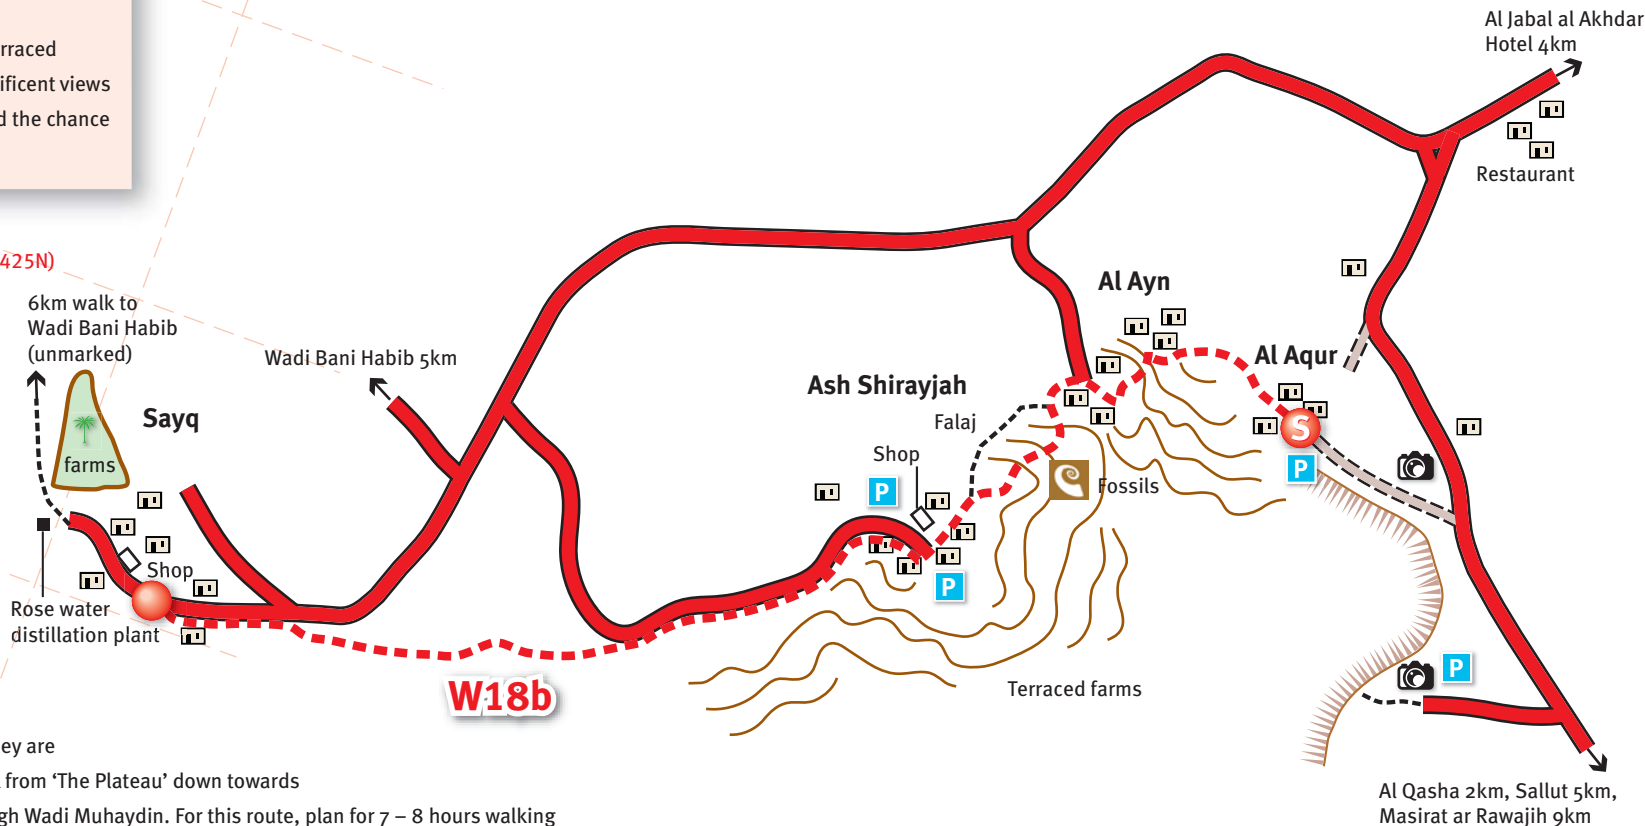 rraced
ificent views
d the chance
425N)
6km walk to
Wadi Bani Habib
(unmarked)
Wadi Bani Habib 5km
Sayq
farms
Shop
Rose water
distillation plant
W18b
Ash Shirayjah
Falaj
Shop
P
P
Fossils
Terraced farms
Al Ayn
Al Aqur
S
P
P
Al Jabal al Akhdar
Hotel 4km
Restaurant
Al Qasha 2km, Sallut 5km,
Masirat ar Rawajih 9km
ey are
from ‘The Plateau’ down towards
gh Wadi Muhaydin. For this route, plan for 7 – 8 hours walking